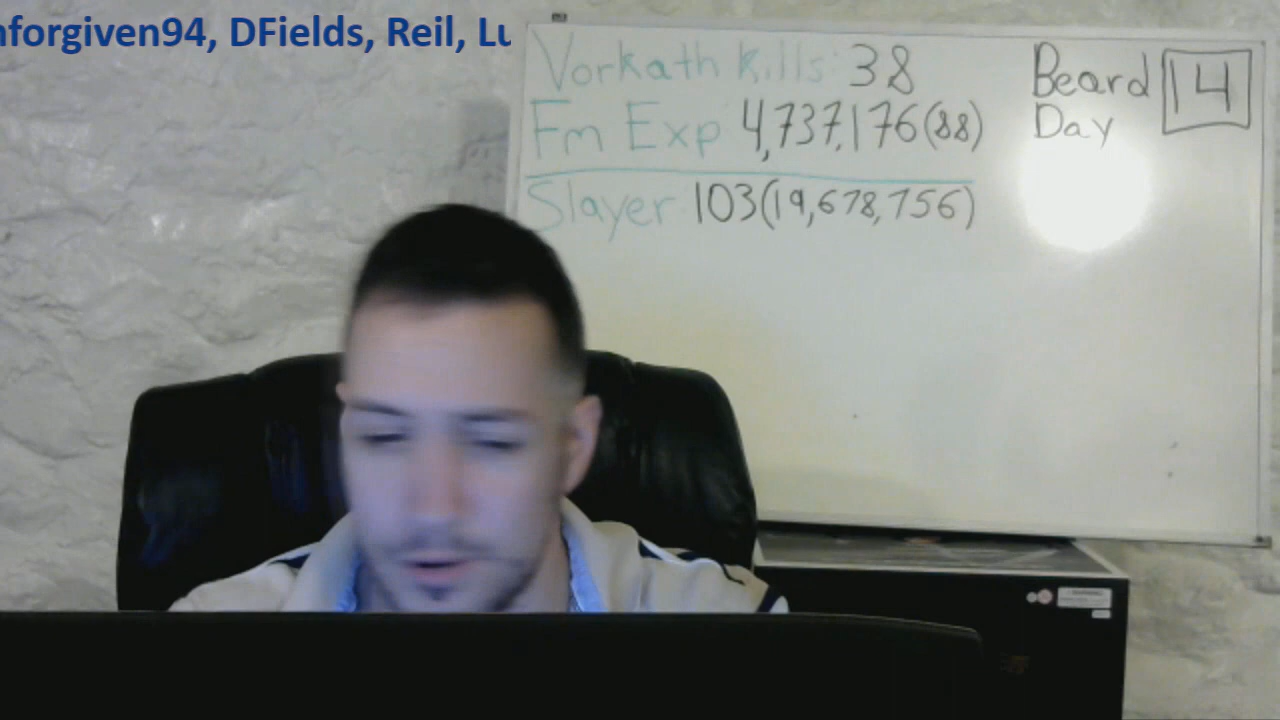 nforgiven94, DFields, Reil, Lu
Vorkath Kills: 38
Fm Exp 4,737,176(88)
Slayer 103(19,678,756)
Beard 14
Day